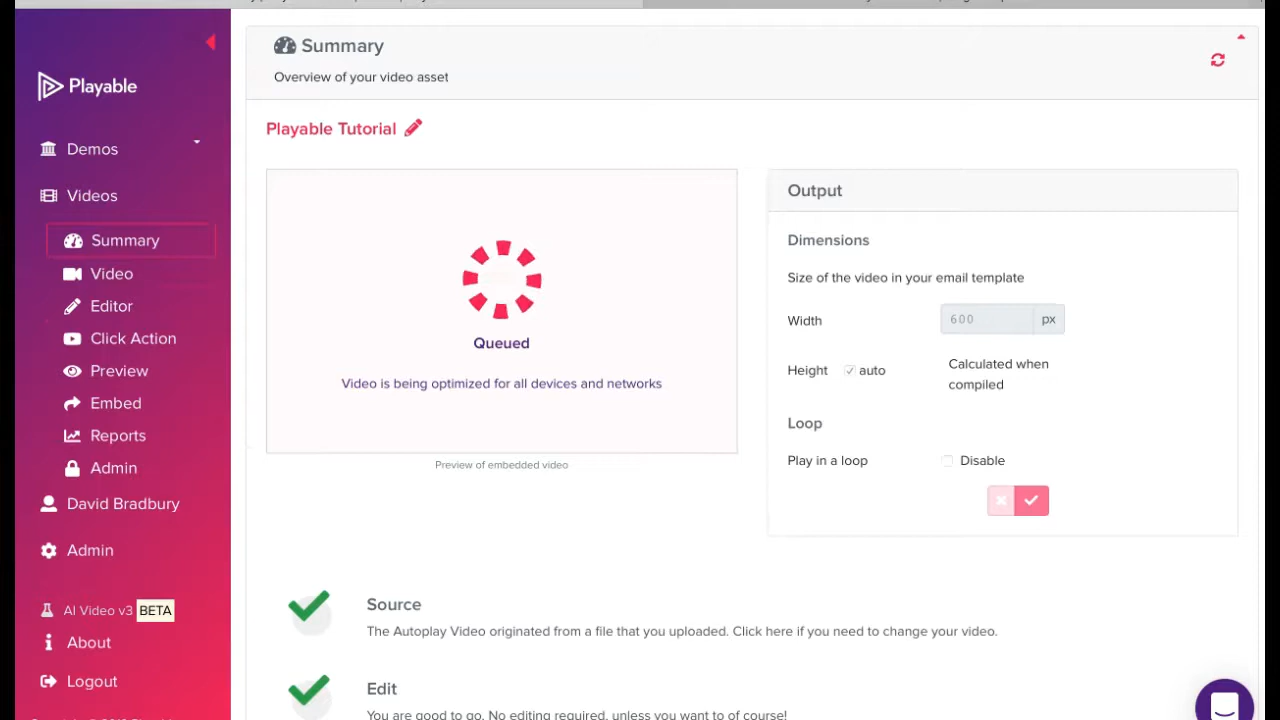 Summary
Overview of your video asset
Playable
Playable Tutorial
Demos
Videos
Summary
Video
Editor
Click Action
Preview
Embed
Reports
Admin
David Bradbury
Admin
AI Video v3 BETA
About
Logout
Queued
Video is being optimized for all devices and networks
Preview of embedded video
Output
Dimensions
Size of the video in your email template
Width 600 px
Height auto Calculated when
compiled
Loop
Play in a loop Disable
Source
The Autoplay Video originated from a file that you uploaded. Click here if you need to change your video.
Edit
You are good to go. No editing required, unless you want to of course!